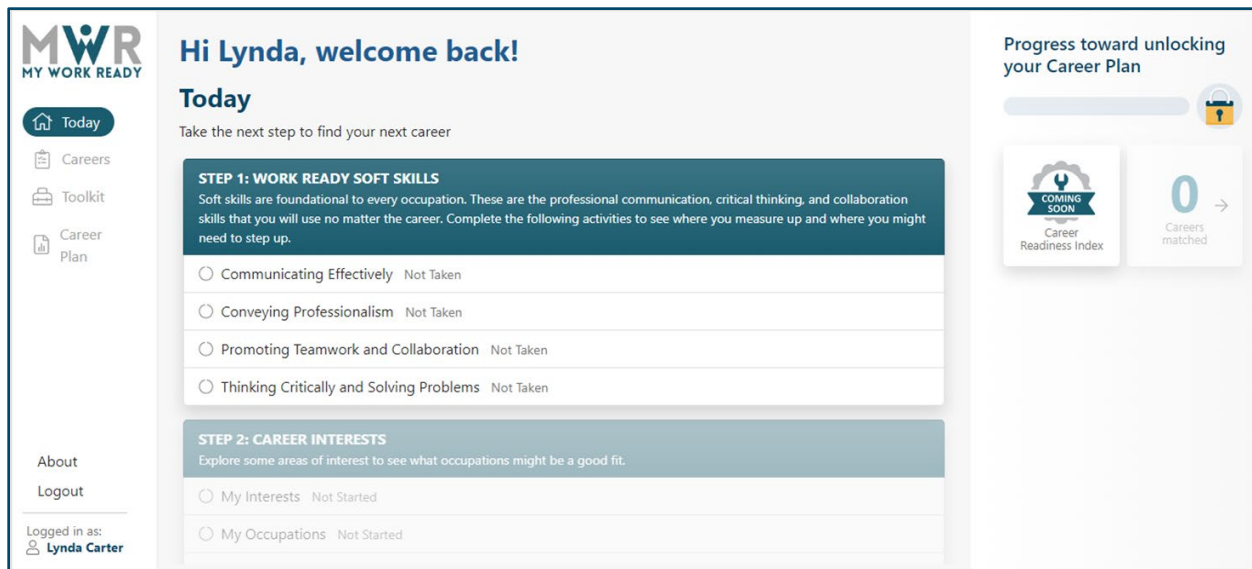 MWR
MY WORK READY
Today
Careers
Toolkit
Career
Plan
About
Logout
Logged in as:
Lynda Carter
Hi Lynda, welcome back!
Today
Take the next step to find your next career
STEP 1: WORK READY SOFT SKILLS
Soft skills are foundational to every occupation. These are the professional communication, critical thinking, and collaboration
skills that you will use no matter the career. Complete the following activities to see where you measure up and where you might
need to step up.
Communicating Effectively Not Taken
Conveying Professionalism Not Taken
Promoting Teamwork and Collaboration Not Taken
Thinking Critically and Solving Problems Not Taken
STEP 2: CAREER INTERESTS
Explore some areas of interest to see what occupations might be a good fit.
My Interests Not Started
My Occupations Not Started
Progress toward unlocking
your Career Plan
COMING
SOON
Career
Readiness Index
0
Careers
matched